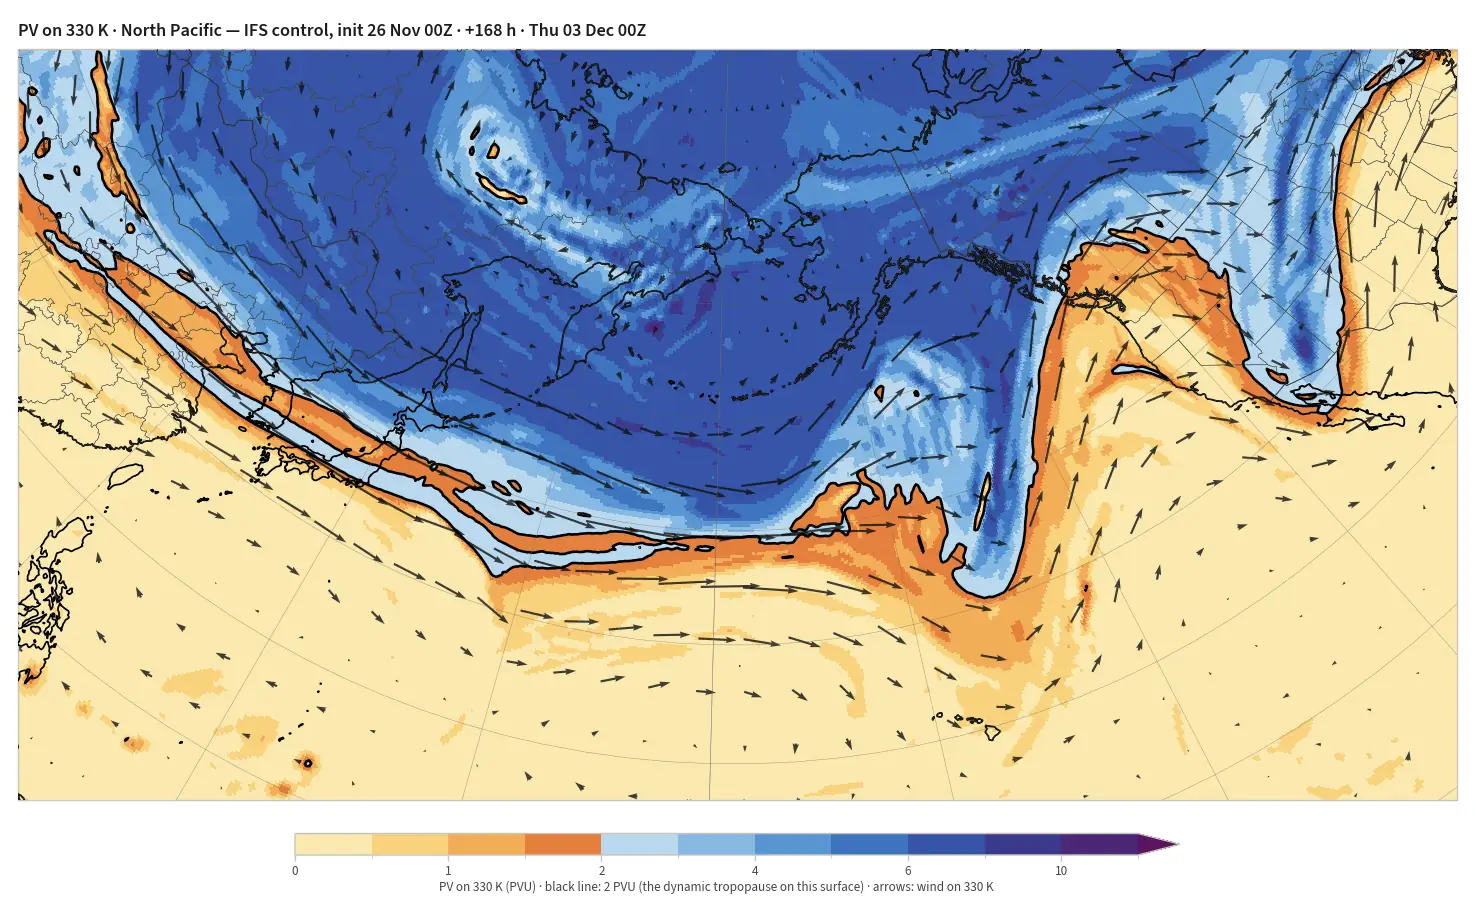 PV on 330 K · North Pacific — IFS control, init 26 Nov 00Z · +168 h · Thu 03 Dec 00Z
0 1 2 4 6 10
PV on 330 K (PVU) · black line: 2 PVU (the dynamic tropopause on this surface) · arrows: wind on 330 K